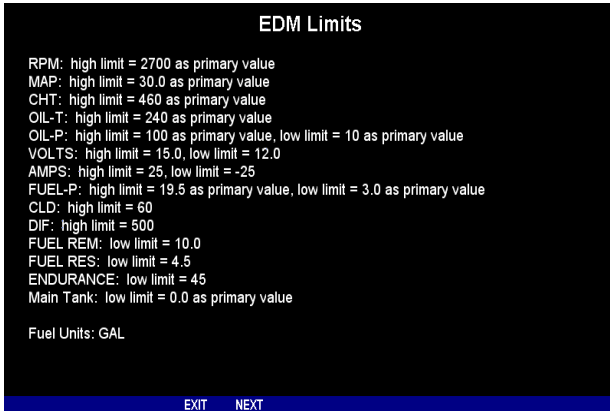 EDM Limits
RPM: high limit = 2700 as primary value
MAP: high limit = 30.0 as primary value
CHT: high limit = 460 as primary value
OIL-T: high limit = 240 as primary value
OIL-P: high limit = 100 as primary value, low limit = 10 as primary value
VOLTS: high limit = 15.0, low limit = 12.0
AMPS: high limit = 25, low limit = -25
FUEL-P: high limit = 19.5 as primary value, low limit = 3.0 as primary value
CLD: high limit = 60
DIF: high limit = 500
FUEL REM: low limit = 10.0
FUEL RES: low limit = 4.5
ENDURANCE: low limit = 45
Main Tank: low limit = 0.0 as primary value
Fuel Units: GAL
EXIT NEXT